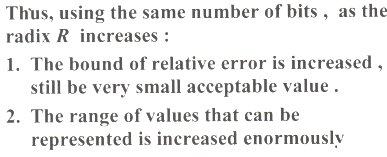 Thus, using the same number of bits , as the
radix R increases :
1. The bound of relative error is increased ,
still be very small acceptable value .
2. The range of values that can be
represented is increased enormously